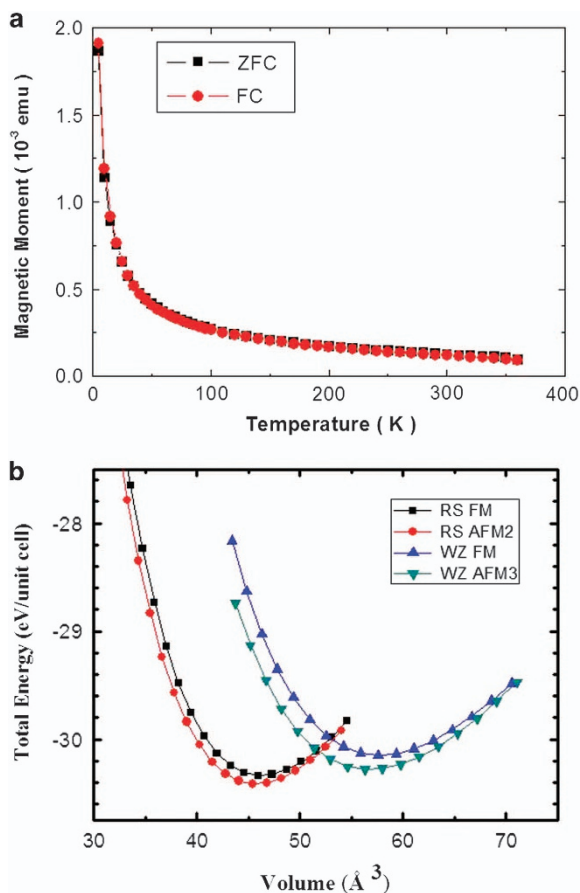 a
2.0
1.5
1.0
0.5
0.0
Magnetic Moment ( 10⁻³ emu )
ZFC
FC
0 100 200 300 400
Temperature ( K )
b
-28
-29
-30
Total Energy (eV/unit cell)
RS FM
RS AFM2
WZ FM
WZ AFM3
30 40 50 60 70
Volume (Å³)